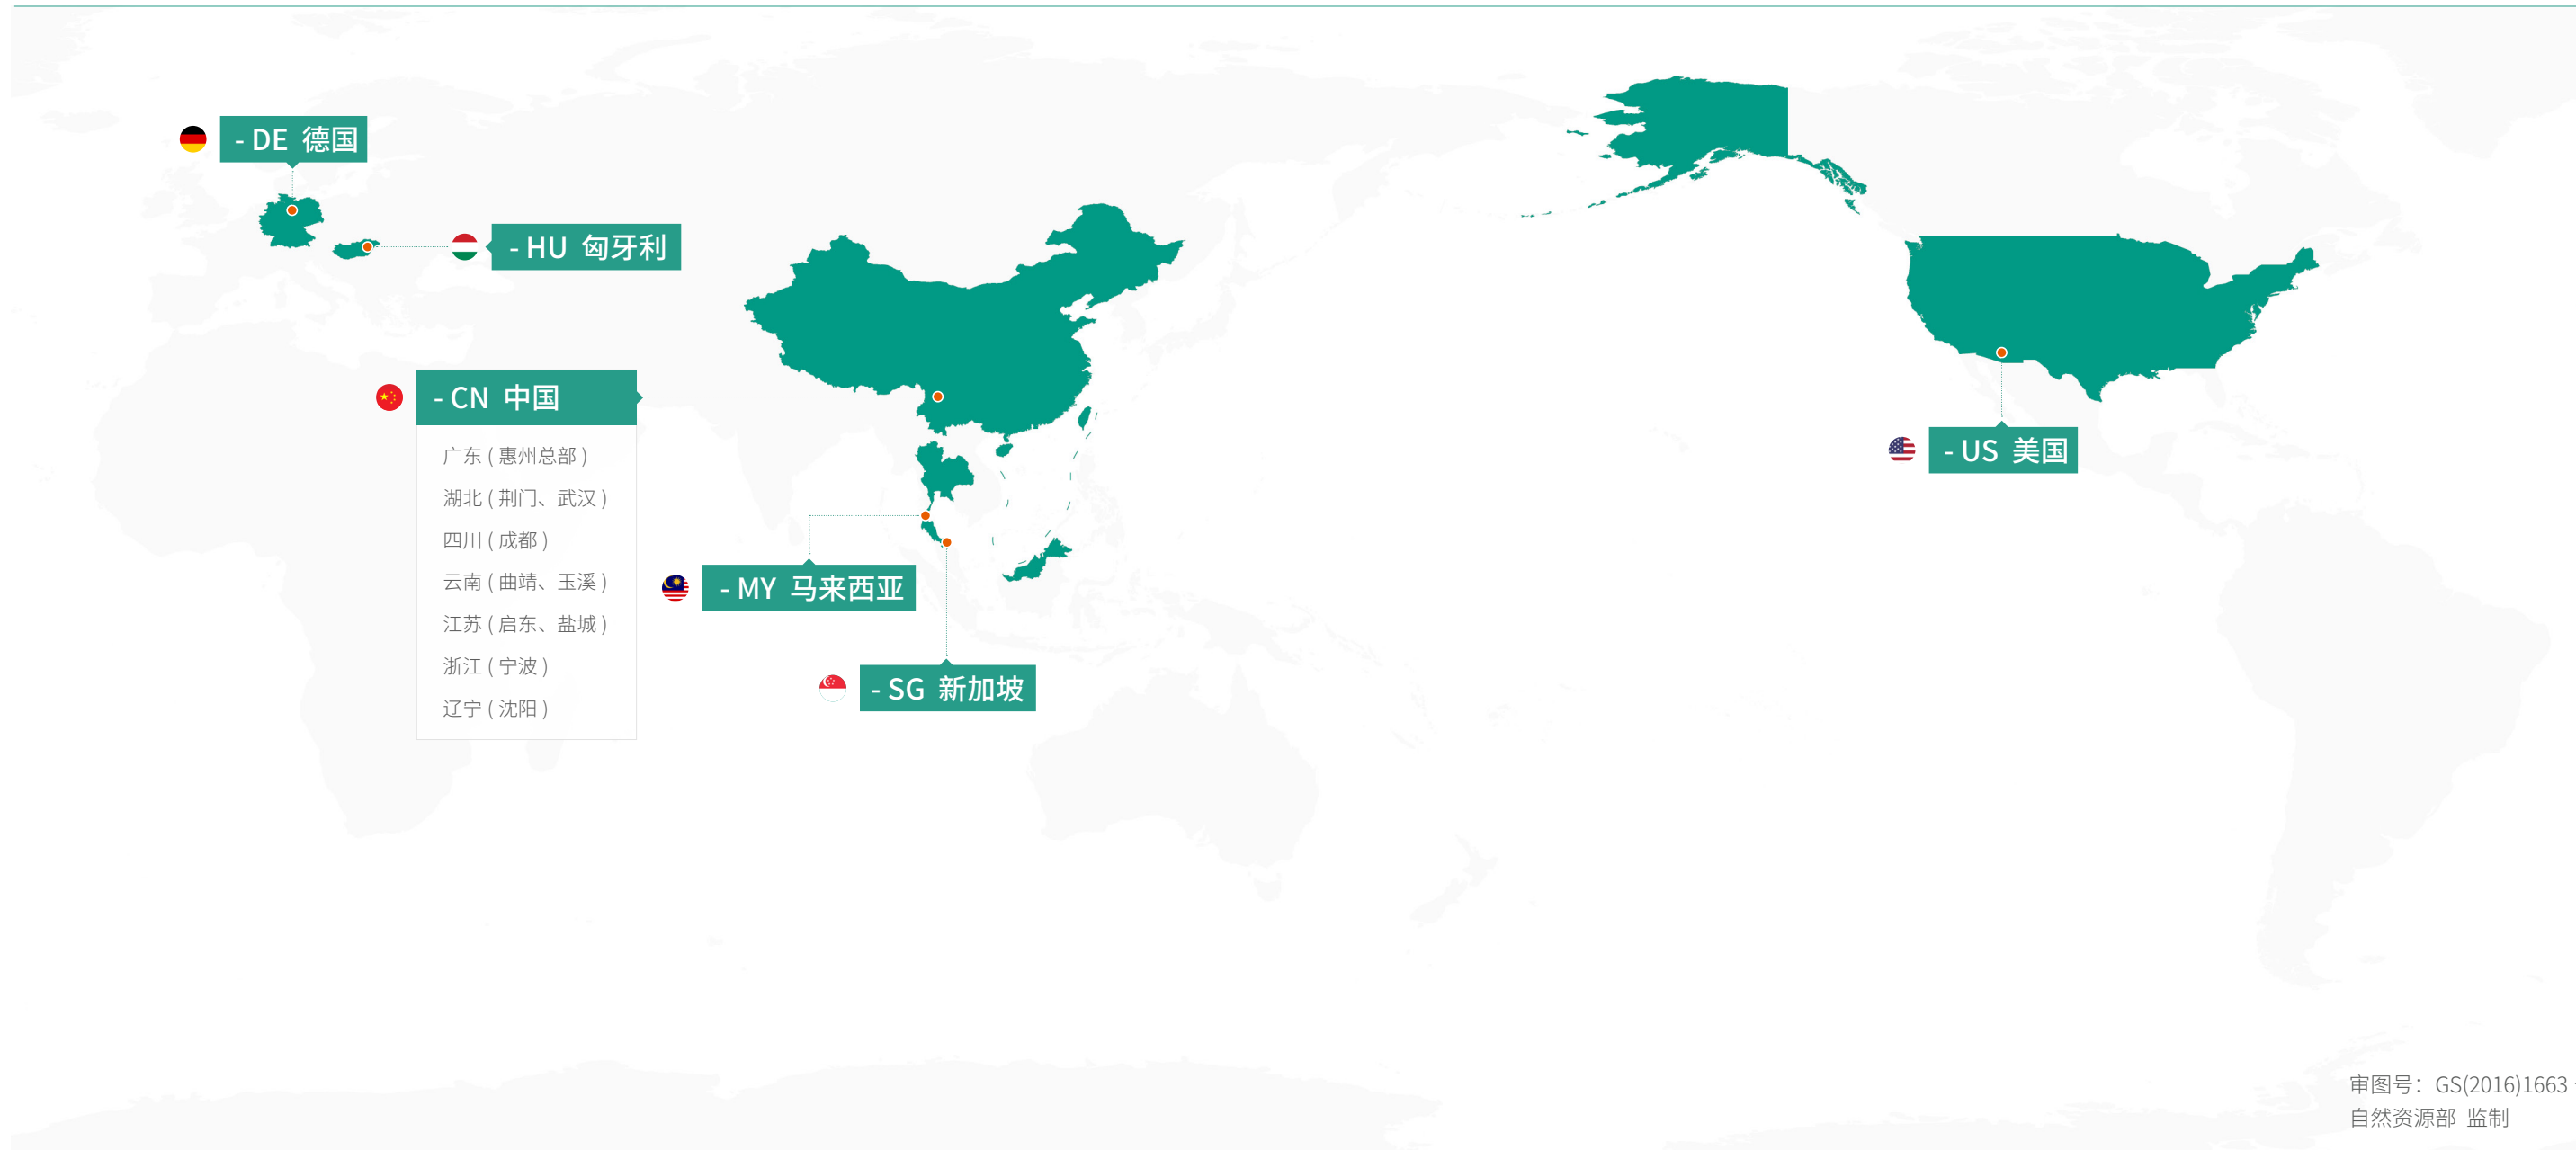 - DE 德国
- HU 匈牙利
- CN 中国
广东 ( 惠州总部 )
湖北 ( 荆门、武汉 )
四川 ( 成都 )
云南 ( 曲靖、玉溪 )
江苏 ( 启东、盐城 )
浙江 ( 宁波 )
辽宁 ( 沈阳 )
- US 美国
- MY 马来西亚
- SG 新加坡
审图号：GS(2016)1663
自然资源部 监制